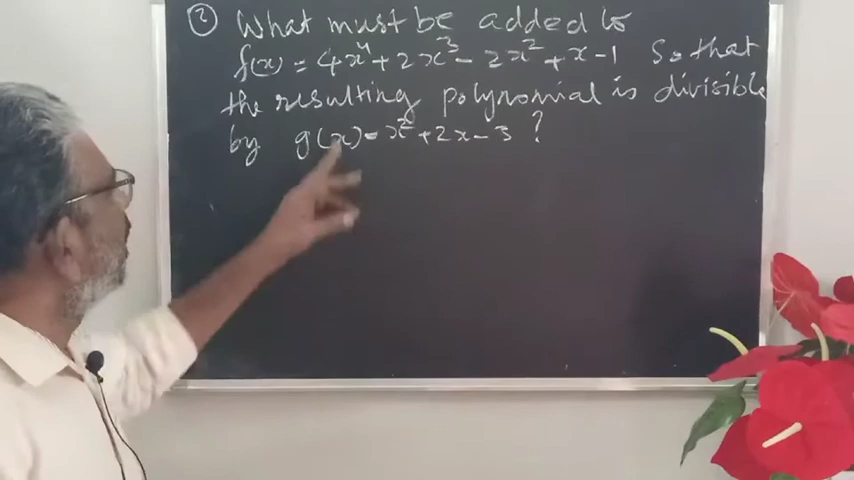 ② What must be added to
f(x) = 4x⁴ + 2x³ - 2x² + x - 1 So that
the resulting polynomial is divisible
by g(x) = x² + 2x - 3 ?